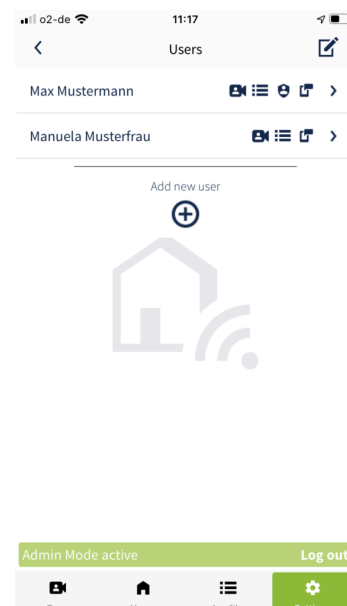 o2-de 11:17
Users
Max Mustermann
Manuela Musterfrau
Add new user
Admin Mode active Log out